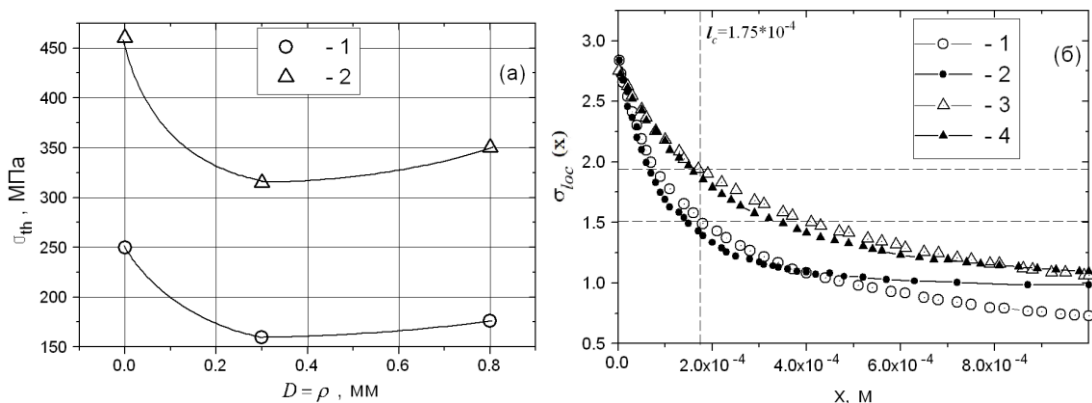 450
400
350
300
250
200
150
σth , МПа
- 1
- 2
(а)
0.0 0.2 0.4 0.6 0.8
D = ρ , мм
3.0
2.5
2.0
1.5
1.0
0.5
σloc (x)
lc=1.75*10-4
- 1
- 2
- 3
- 4
(б)
0.0 2.0x10-4 4.0x10-4 6.0x10-4 8.0x10-4
X, М